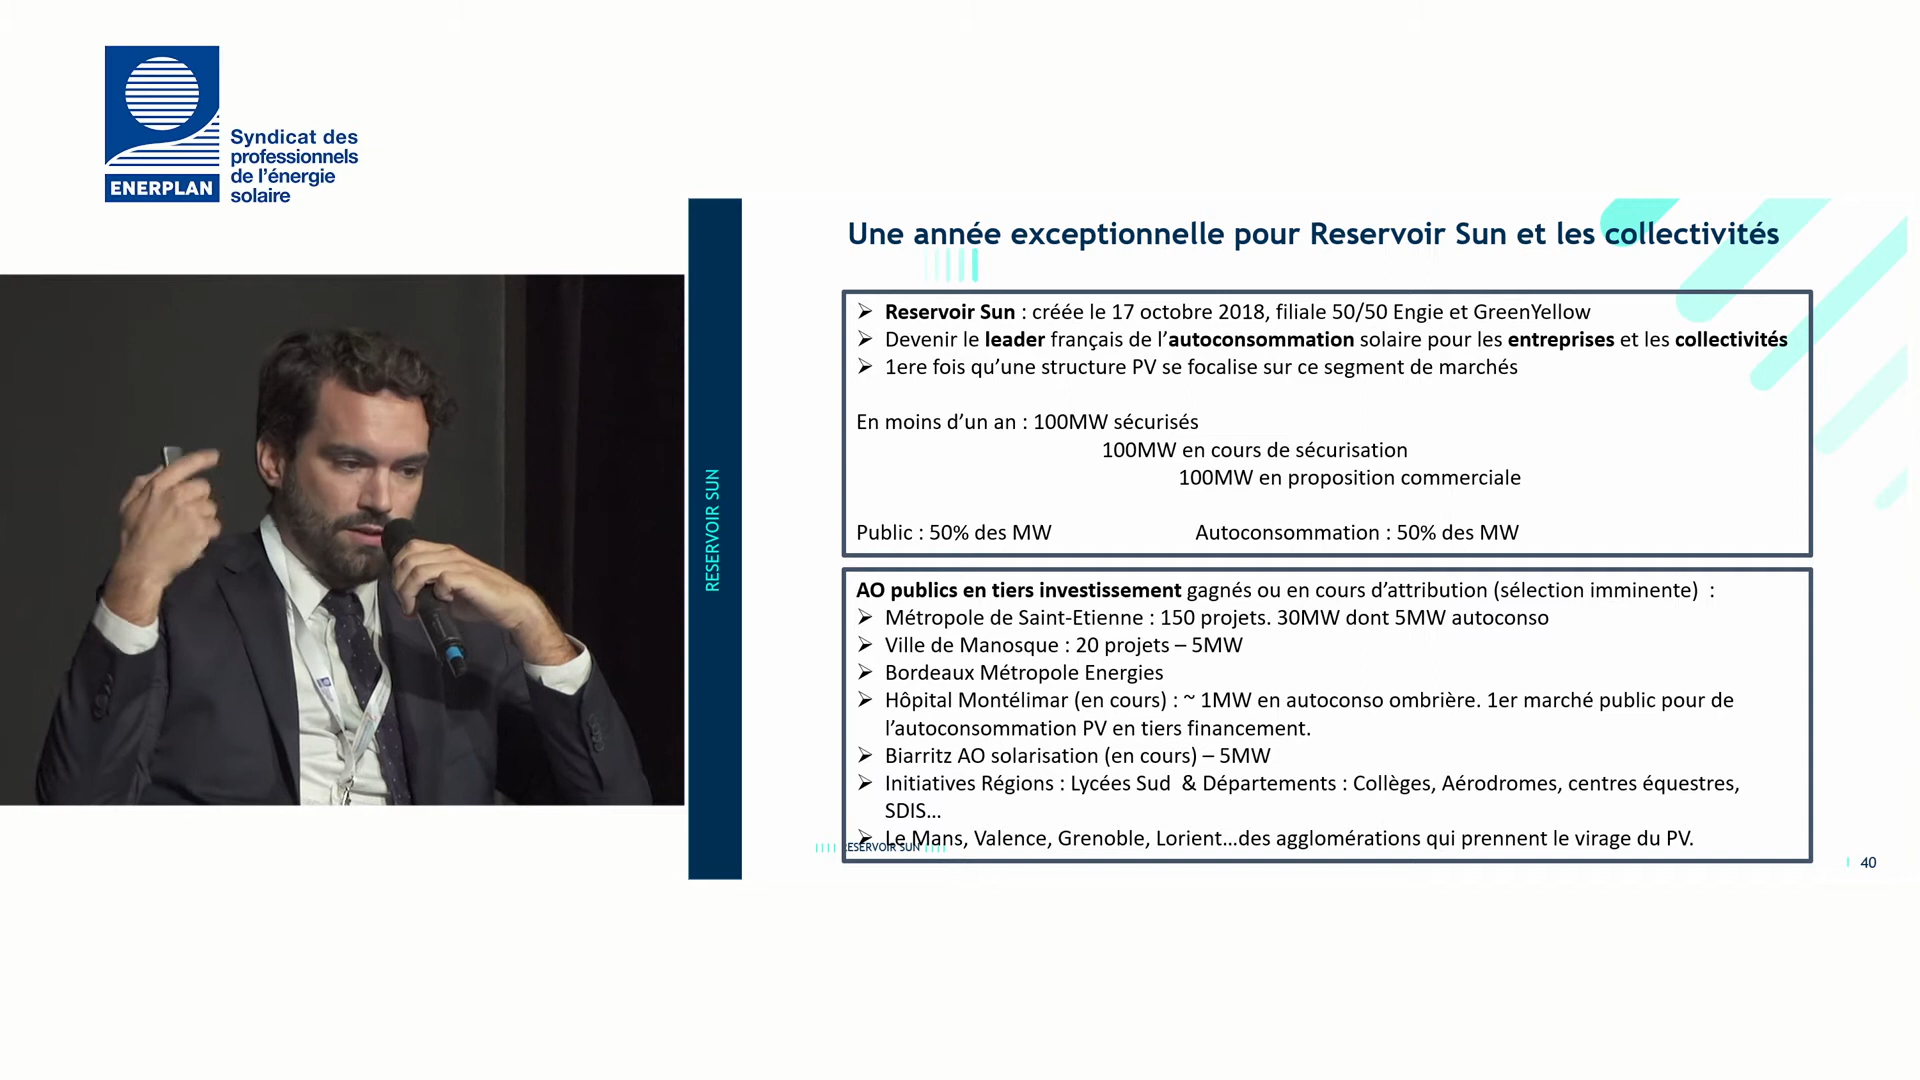 Syndicat des
professionnels
de l'énergie
solaire
ENERPLAN
RESERVOIR SUN
Une année exceptionnelle pour Reservoir Sun et les collectivités
➢ Reservoir Sun : créée le 17 octobre 2018, filiale 50/50 Engie et GreenYellow
➢ Devenir le leader français de l'autoconsommation solaire pour les entreprises et les collectivités
➢ 1ere fois qu'une structure PV se focalise sur ce segment de marchés
En moins d'un an : 100MW sécurisés
100MW en cours de sécurisation
100MW en proposition commerciale
Public : 50% des MW Autoconsommation : 50% des MW
AO publics en tiers investissement gagnés ou en cours d'attribution (sélection imminente) :
➢ Métropole de Saint-Etienne : 150 projets. 30MW dont 5MW autoconso
➢ Ville de Manosque : 20 projets – 5MW
➢ Bordeaux Métropole Energies
➢ Hôpital Montélimar (en cours) : ~ 1MW en autoconso ombrière. 1er marché public pour de
l'autoconsommation PV en tiers financement.
➢ Biarritz AO solarisation (en cours) – 5MW
➢ Initiatives Régions : Lycées Sud & Départements : Collèges, Aérodromes, centres équestres,
SDIS...
➢ Le Mans, Valence, Grenoble, Lorient...des agglomérations qui prennent le virage du PV.
RESERVOIR SUN
40